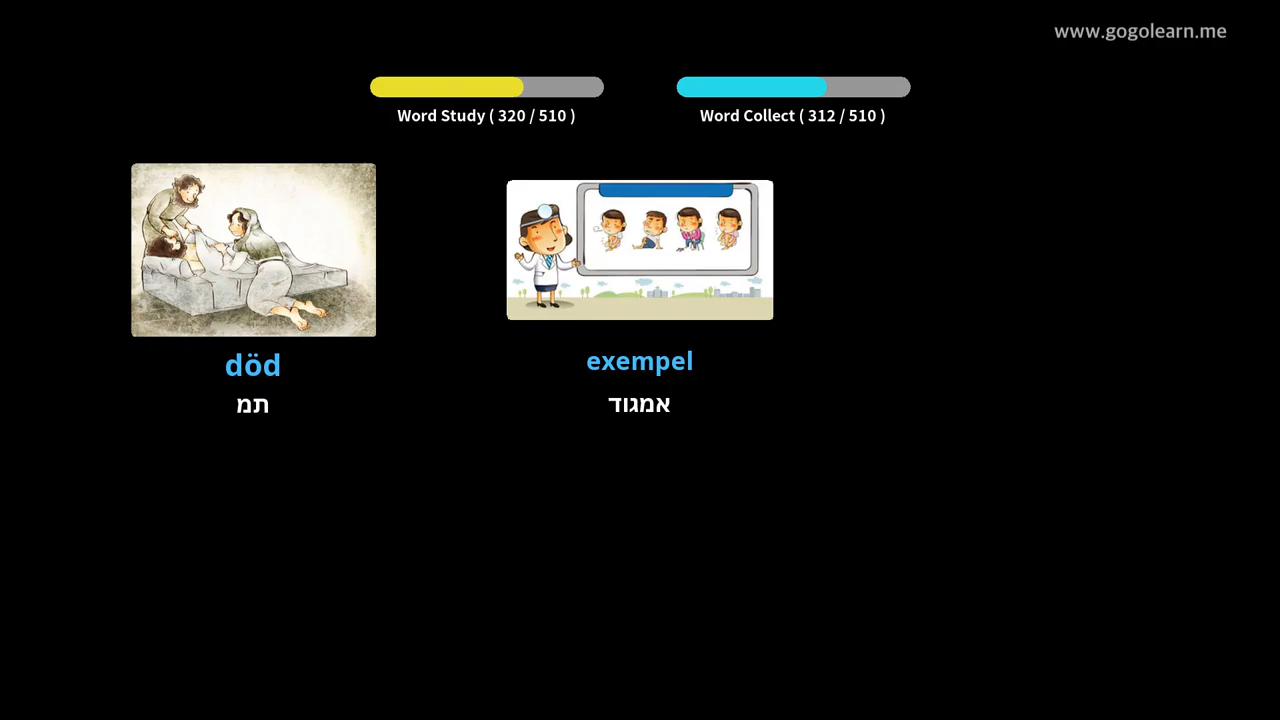 www.gogolearn.me
Word Study ( 320 / 510 )
Word Collect ( 312 / 510 )
död
תמ
exempel
אמגוד